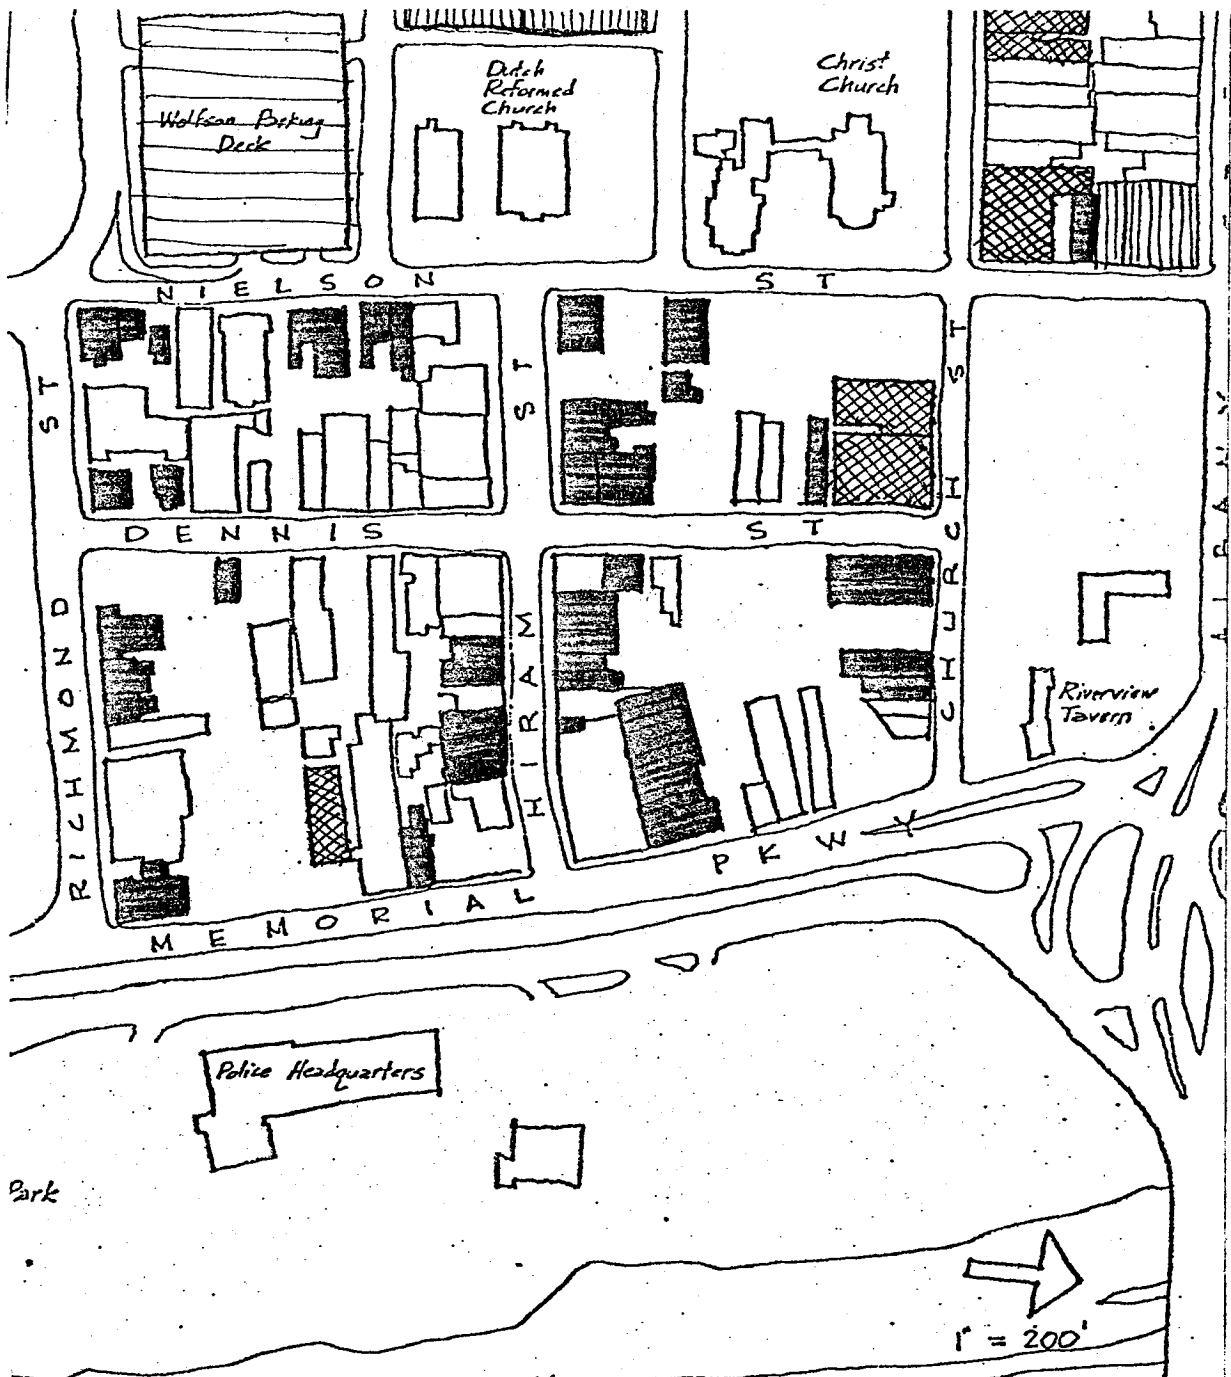 Wolfson Parking
Deck
Dutch
Reformed
Church
Christ
Church
NIELSON ST
RICHMOND ST
HIRAM ST
CHURCH ST
ALBANY
DENNIS ST
Riverview
Tavern
MEMORIAL PKWY
Police Headquarters
Park
1" = 200'